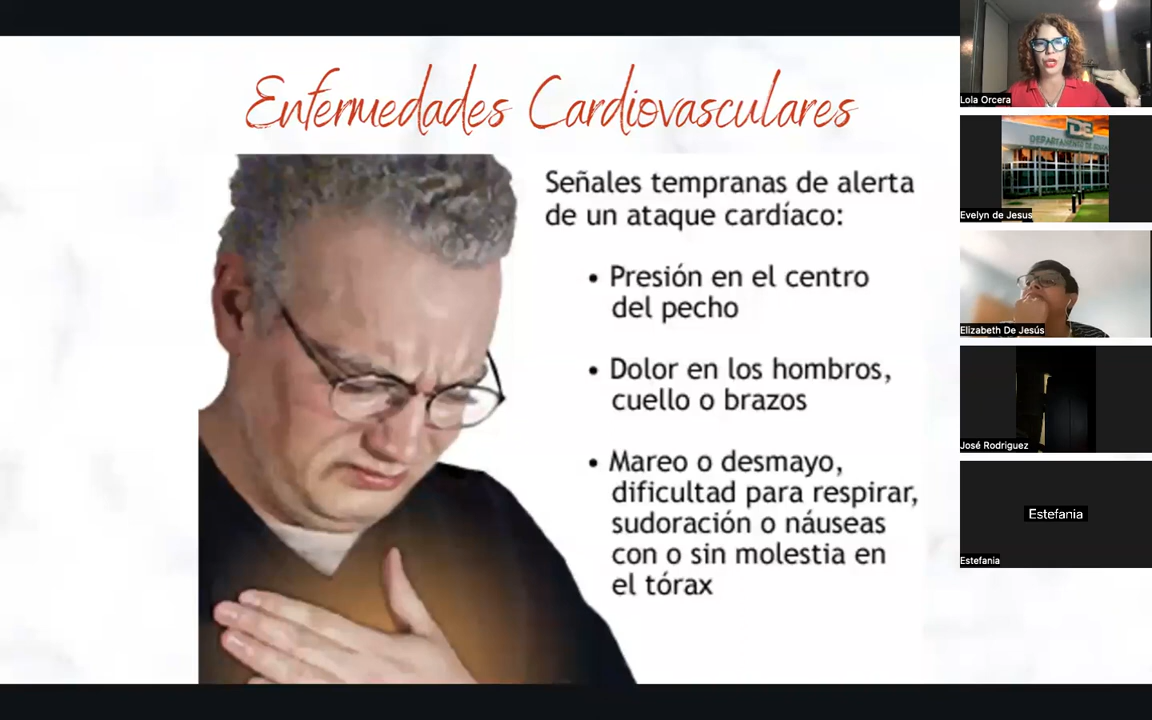 Enfermedades Cardiovasculares
Señales tempranas de alerta
de un ataque cardíaco:
• Presión en el centro
del pecho
• Dolor en los hombros,
cuello o brazos
• Mareo o desmayo,
dificultad para respirar,
sudoración o náuseas
con o sin molestia en
el tórax
Lola Orcera
DE
DEPARTAMENTO DE
Evelyn de Jesus
Elizabeth De Jesús
José Rodriguez
Estefania
Estefania